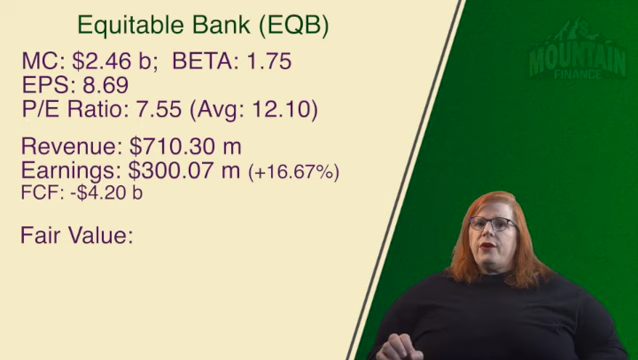 Equitable Bank (EQB)
MC: $2.46 b; BETA: 1.75
EPS: 8.69
P/E Ratio: 7.55 (Avg: 12.10)
Revenue: $710.30 m
Earnings: $300.07 m (+16.67%)
FCF: -$4.20 b
Fair Value:
MOUNTAIN
FINANCE